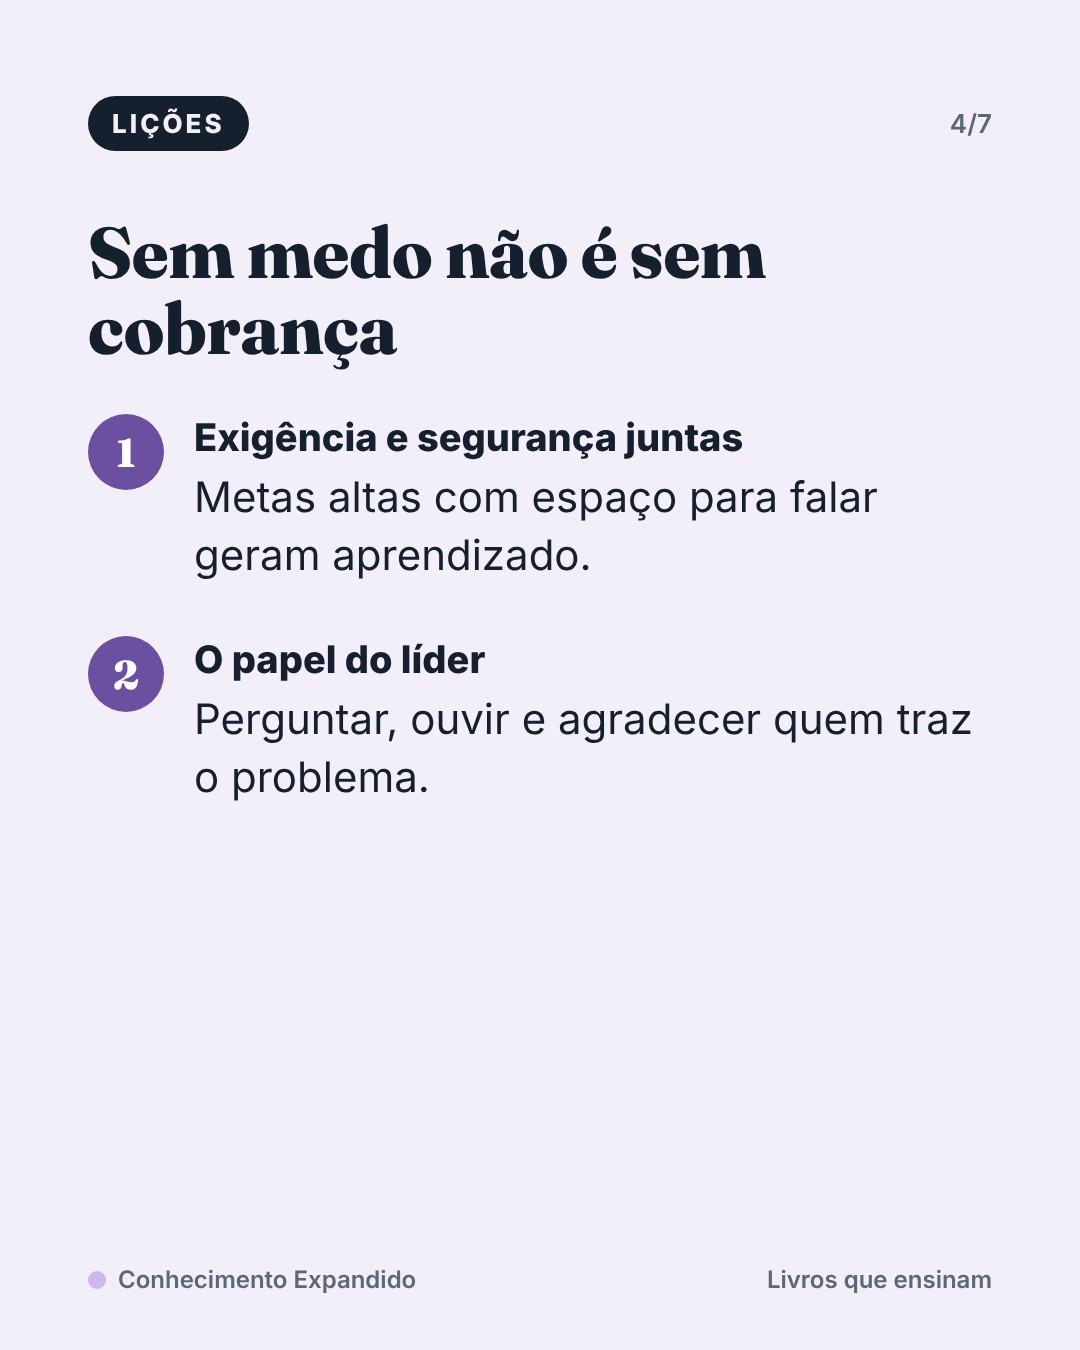 LIÇÕES
4/7
Sem medo não é sem
cobrança
1
Exigência e segurança juntas
Metas altas com espaço para falar
geram aprendizado.
2
O papel do líder
Perguntar, ouvir e agradecer quem traz
o problema.
Conhecimento Expandido
Livros que ensinam